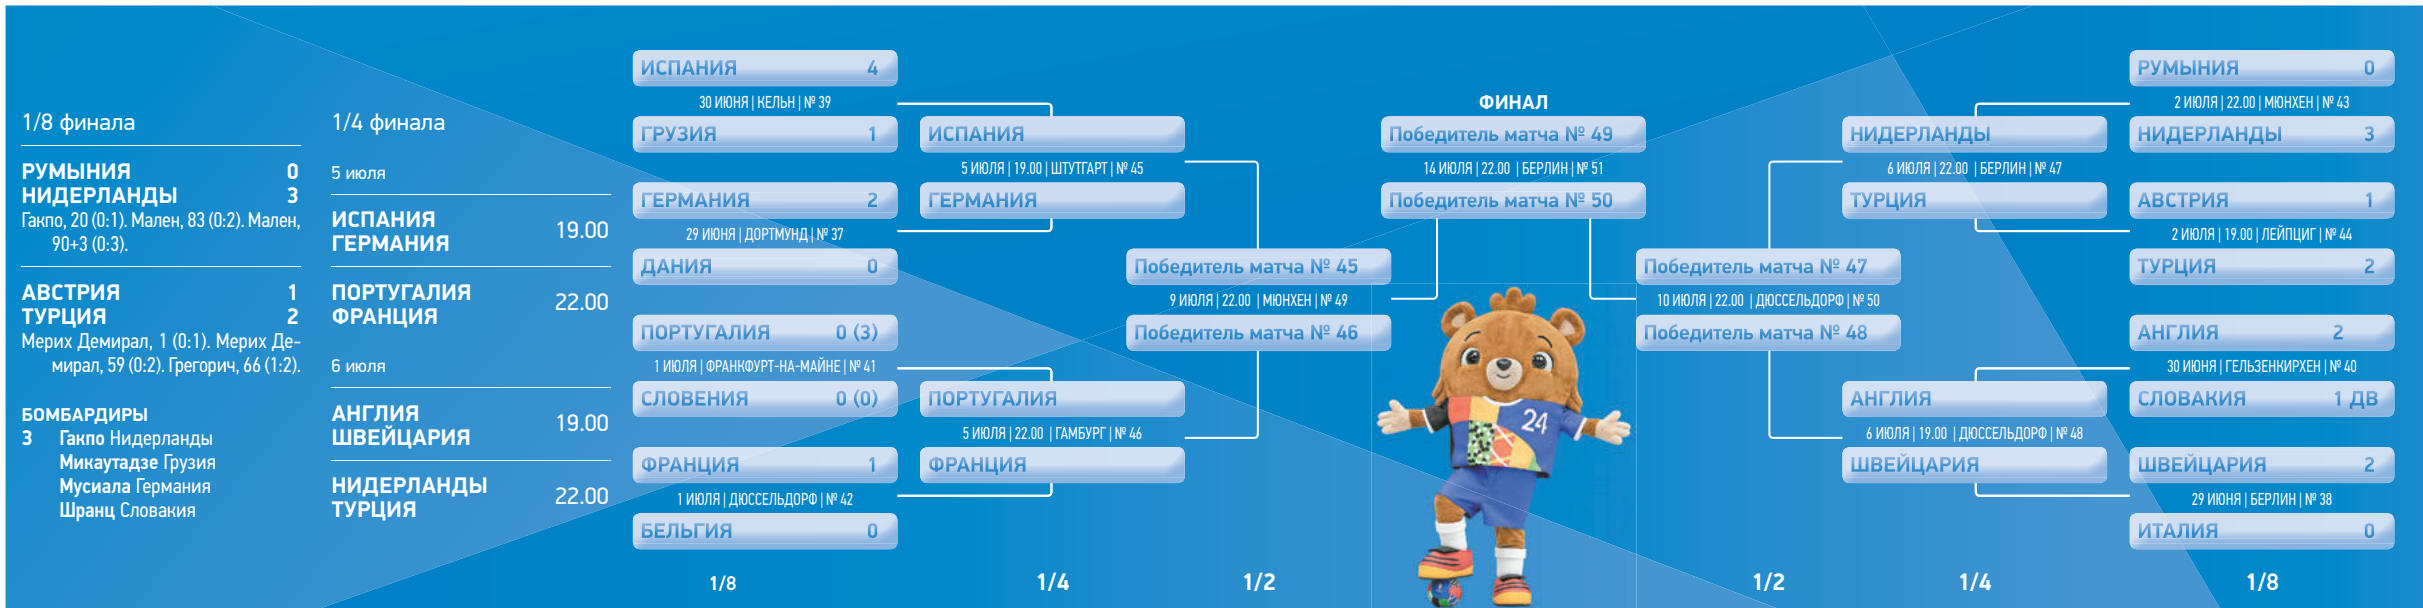 1/8 финала
РУМЫНИЯ 0
НИДЕРЛАНДЫ 3
Гакпо, 20 (0:1). Мален, 83 (0:2). Мален,
90+3 (0:3).
АВСТРИЯ 1
ТУРЦИЯ 2
Мерих Демирал, 1 (0:1). Мерих Де-
мирал, 59 (0:2). Грегорич, 66 (1:2).
БОМБАРДИРЫ
3 Гакпо Нидерланды
Микаутадзе Грузия
Мусиала Германия
Шранц Словакия
1/4 финала
5 июля
ИСПАНИЯ
ГЕРМАНИЯ
19.00
ПОРТУГАЛИЯ
ФРАНЦИЯ
22.00
6 июля
АНГЛИЯ
ШВЕЙЦАРИЯ
19.00
НИДЕРЛАНДЫ
ТУРЦИЯ
22.00
ИСПАНИЯ 4
30 ИЮНЯ | КЕЛЬН | № 39
ГРУЗИЯ 1
ГЕРМАНИЯ 2
29 ИЮНЯ | ДОРТМУНД | № 37
ДАНИЯ 0
ПОРТУГАЛИЯ 0 (3)
1 ИЮЛЯ | ФРАНКФУРТ-НА-МАЙНЕ | № 41
СЛОВЕНИЯ 0 (0)
ФРАНЦИЯ 1
1 ИЮЛЯ | ДЮССЕЛЬДОРФ | № 42
БЕЛЬГИЯ 0
1/8
ИСПАНИЯ
5 ИЮЛЯ | 19.00 | ШТУТГАРТ | № 45
ГЕРМАНИЯ
ПОРТУГАЛИЯ
5 ИЮЛЯ | 22.00 | ГАМБУРГ | № 46
ФРАНЦИЯ
1/4
Победитель матча № 45
9 ИЮЛЯ | 22.00 | МЮНХЕН | № 49
Победитель матча № 46
1/2
ФИНАЛ
Победитель матча № 49
14 ИЮЛЯ | 22.00 | БЕРЛИН | № 51
Победитель матча № 50
24
Победитель матча № 47
10 ИЮЛЯ | 22.00 | ДЮССЕЛЬДОРФ | № 50
Победитель матча № 48
1/2
НИДЕРЛАНДЫ
6 ИЮЛЯ | 22.00 | БЕРЛИН | № 47
ТУРЦИЯ
АНГЛИЯ
6 ИЮЛЯ | 19.00 | ДЮССЕЛЬДОРФ | № 48
ШВЕЙЦАРИЯ
1/4
РУМЫНИЯ 0
2 ИЮЛЯ | 22.00 | МЮНХЕН | № 43
НИДЕРЛАНДЫ 3
АВСТРИЯ 1
2 ИЮЛЯ | 19.00 | ЛЕЙПЦИГ | № 44
ТУРЦИЯ 2
АНГЛИЯ 2
30 ИЮНЯ | ГЕЛЬЗЕНКИРХЕН | № 40
СЛОВАКИЯ 1 ДВ
ШВЕЙЦАРИЯ 2
29 ИЮНЯ | БЕРЛИН | № 38
ИТАЛИЯ 0
1/8